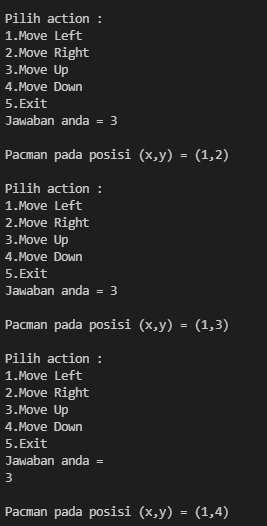 Pilih action :
1.Move Left
2.Move Right
3.Move Up
4.Move Down
5.Exit
Jawaban anda = 3
Pacman pada posisi (x,y) = (1,2)
Pilih action :
1.Move Left
2.Move Right
3.Move Up
4.Move Down
5.Exit
Jawaban anda = 3
Pacman pada posisi (x,y) = (1,3)
Pilih action :
1.Move Left
2.Move Right
3.Move Up
4.Move Down
5.Exit
Jawaban anda =
3
Pacman pada posisi (x,y) = (1,4)